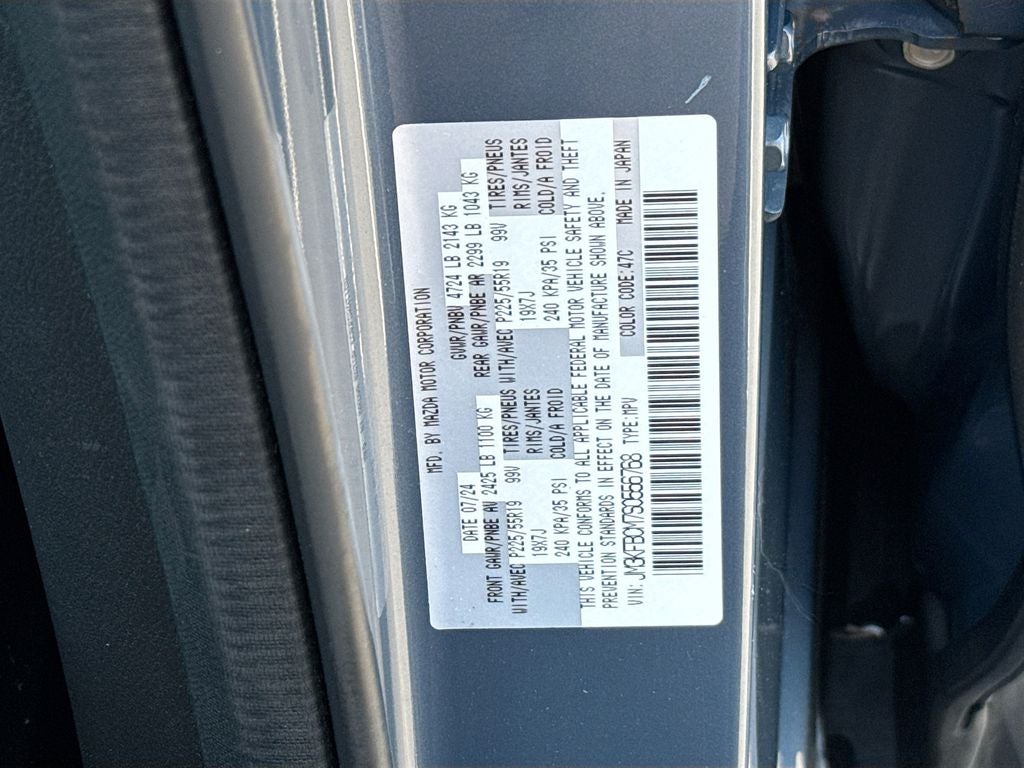 MFD. BY MAZDA MOTOR CORPORATION
DATE 07/24 GVWR/PNBV 4724 LB 2143 KG
FRONT GAWR/PNBE AV 2425 LB 1100 KG REAR GAWR/PNBE AR 2299 LB 1043 KG
WITH/AVEC P225/55R19 99V TIRES/PNEUS WITH/AVEC P225/55R19 99V TIRES/PNEUS
19X7J RIMS/JANTES 19X7J RIMS/JANTES
240 KPA/35 PSI COLD/A FROID 240 KPA/35 PSI COLD/A FROID
THIS VEHICLE CONFORMS TO ALL APPLICABLE FEDERAL MOTOR VEHICLE SAFETY AND THEFT
PREVENTION STANDARDS IN EFFECT ON THE DATE OF MANUFACTURE SHOWN ABOVE.
COLOR CODE:47C MADE IN JAPAN
VIN: JM3KFBCM7S0556768 TYPE:MPV